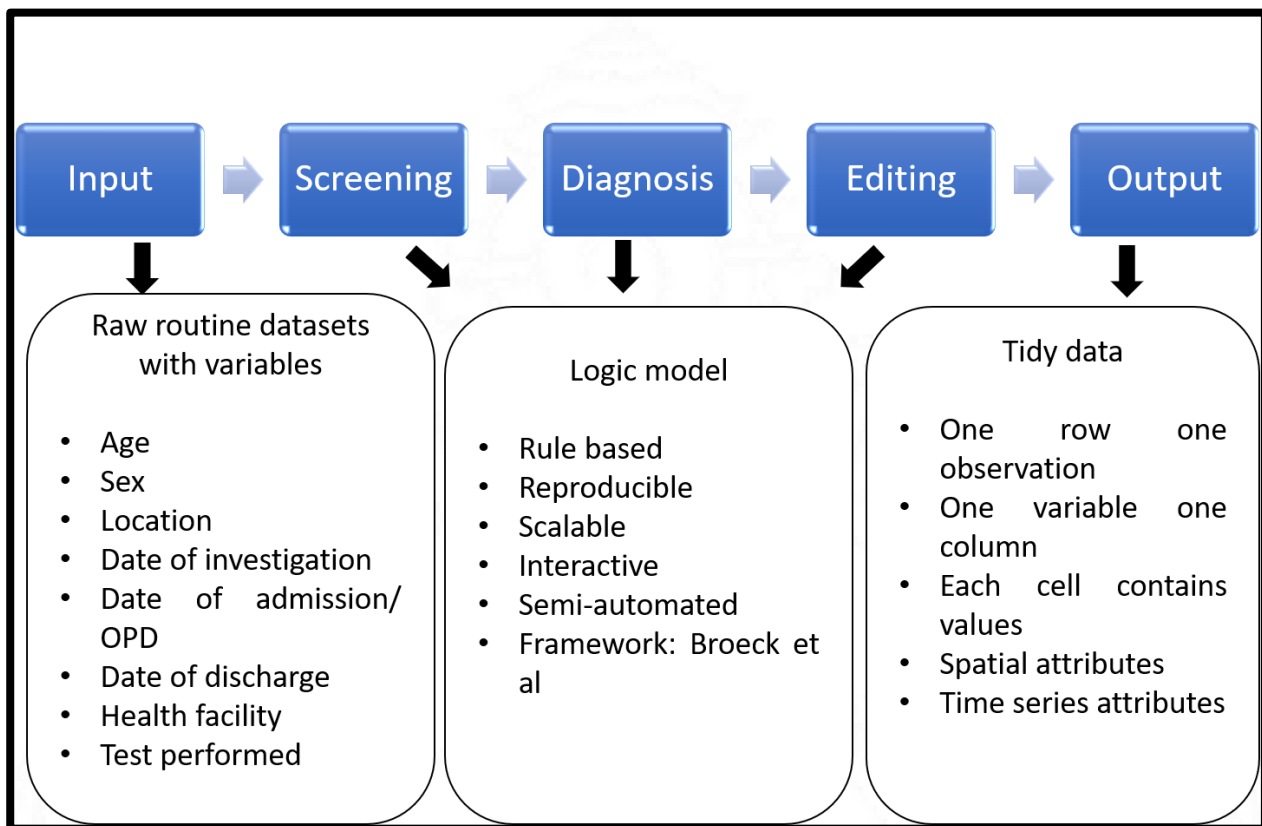 Input
Screening
Diagnosis
Editing
Output
Raw routine datasets
with variables
• Age
• Sex
• Location
• Date of investigation
• Date of admission/
OPD
• Date of discharge
• Health facility
• Test performed
Logic model
• Rule based
• Reproducible
• Scalable
• Interactive
• Semi-automated
• Framework: Broeck et
al
Tidy data
• One row one
observation
• One variable one
column
• Each cell contains
values
• Spatial attributes
• Time series attributes